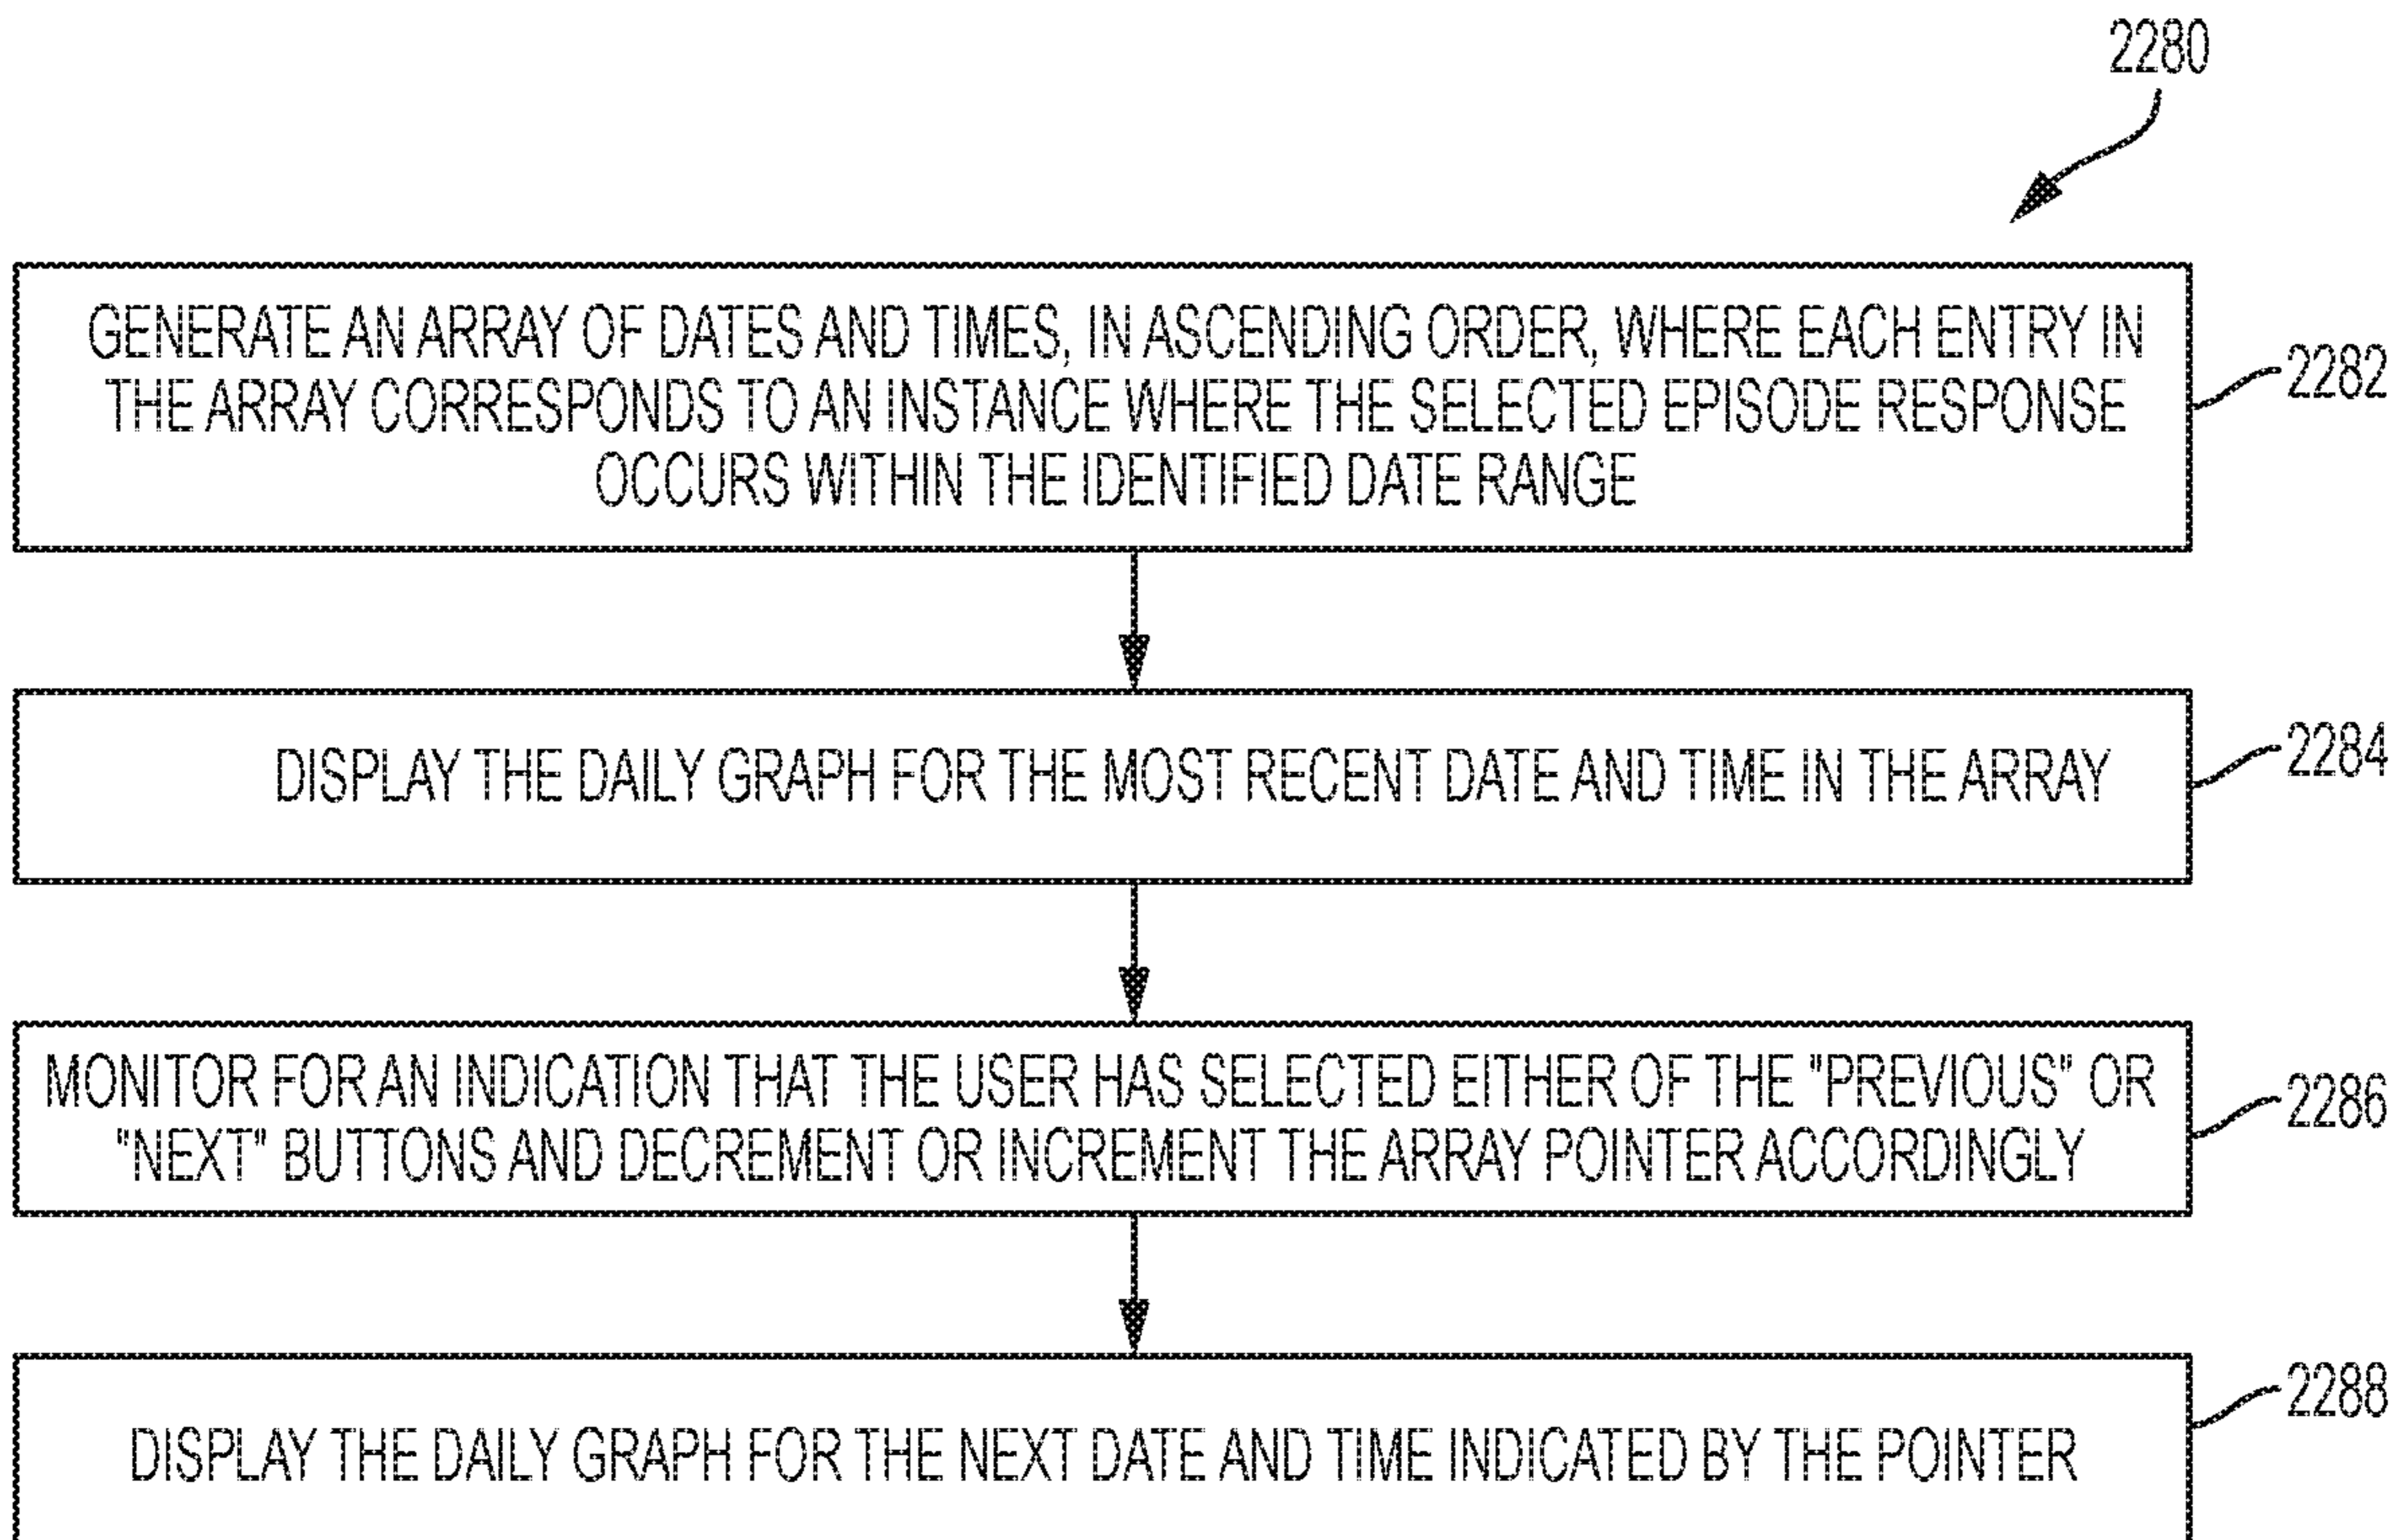 2280
GENERATE AN ARRAY OF DATES AND TIMES, IN ASCENDING ORDER, WHERE EACH ENTRY IN
THE ARRAY CORRESPONDS TO AN INSTANCE WHERE THE SELECTED EPISODE RESPONSE
OCCURS WITHIN THE IDENTIFIED DATE RANGE
2282
DISPLAY THE DAILY GRAPH FOR THE MOST RECENT DATE AND TIME IN THE ARRAY
2284
MONITOR FOR AN INDICATION THAT THE USER HAS SELECTED EITHER OF THE "PREVIOUS" OR
"NEXT" BUTTONS AND DECREMENT OR INCREMENT THE ARRAY POINTER ACCORDINGLY
2286
DISPLAY THE DAILY GRAPH FOR THE NEXT DATE AND TIME INDICATED BY THE POINTER
2288